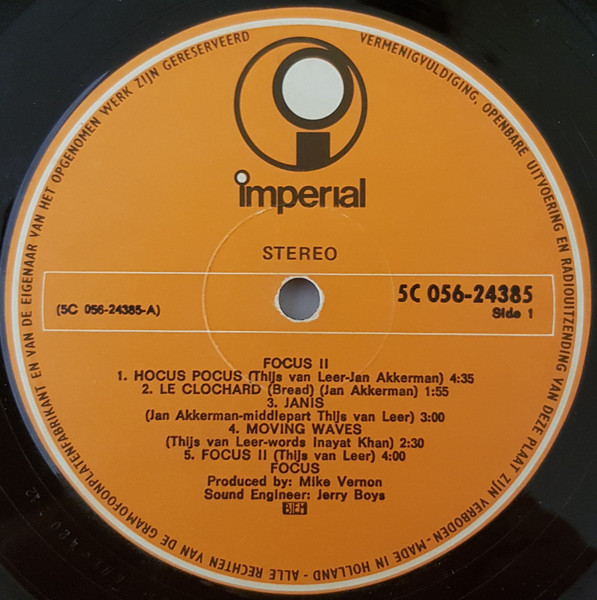 VERMENIGVULDIGING, OPENBARE UITVOERING EN RADIOUITZENDING VAN DEZE PLAAT ZIJN VERBODEN - MADE IN HOLLAND - ALLE RECHTEN VAN DE GRAMOFOONPLATENFABRIKANT EN VAN DE EIGENAAR VAN HET OPGENOMEN WERK ZIJN GERESERVEERD
imperial
STEREO
5C 056-24385
(5C 056-24385-A)
Side 1
FOCUS II
1. HOCUS POCUS (Thijs van Leer-Jan Akkerman) 4:35
2. LE CLOCHARD (Bread) (Jan Akkerman) 1:55
3. JANIS
(Jan Akkerman-middlepart Thijs van Leer) 3:00
4. MOVING WAVES
(Thijs van Leer-words Inayat Khan) 2:30
5. FOCUS II (Thijs van Leer) 4:00
FOCUS
Produced by: Mike Vernon
Sound Engineer: Jerry Boys
BIEM